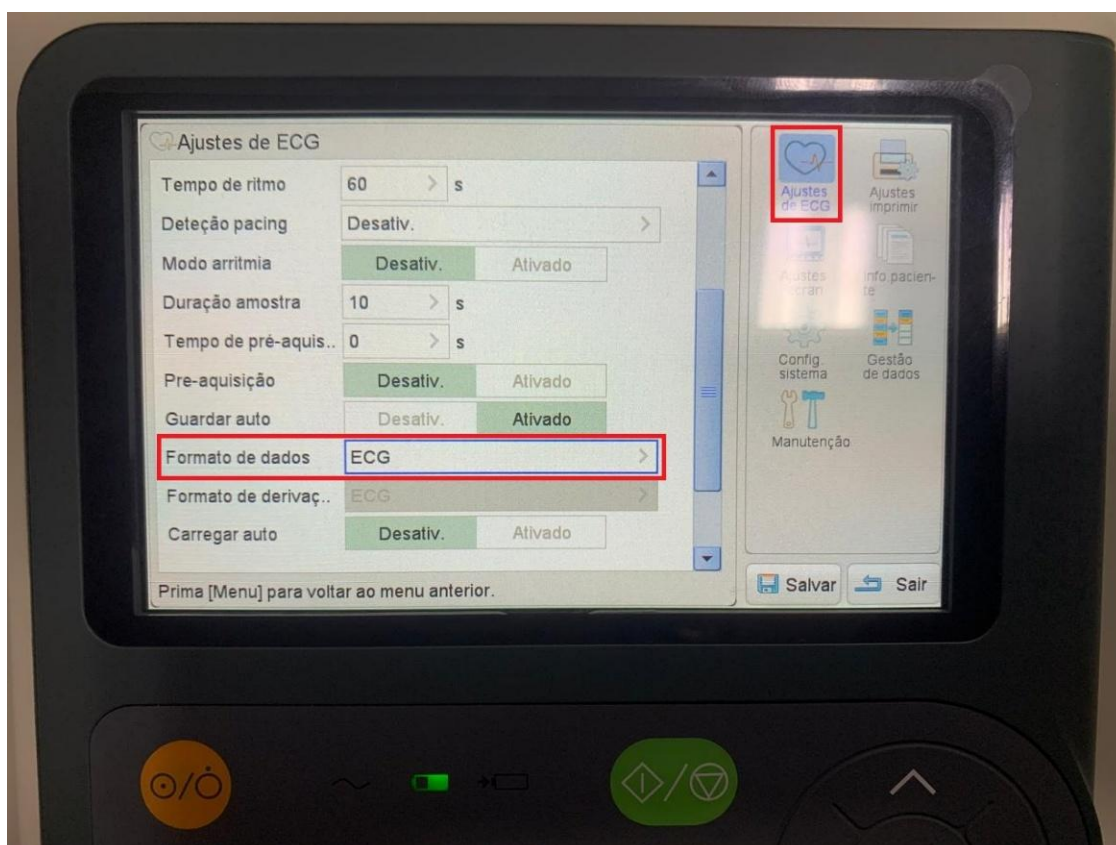 Ajustes de ECG
Tempo de ritmo 60 > s
Deteção pacing Desativ. >
Modo arritmia Desativ. Ativado
Duração amostra 10 > s
Tempo de pré-aquis.. 0 > s
Pre-aquisição Desativ. Ativado
Guardar auto Desativ. Ativado
Formato de dados ECG >
Formato de derivaç.. ECG >
Carregar auto Desativ. Ativado
Prima [Menu] para voltar ao menu anterior.
Ajustes
de ECG
Ajustes
imprimir
Ajustes
ecran
Info.pacien-
te
Config.
sistema
Gestão
de dados
Manutenção
Salvar
Sair